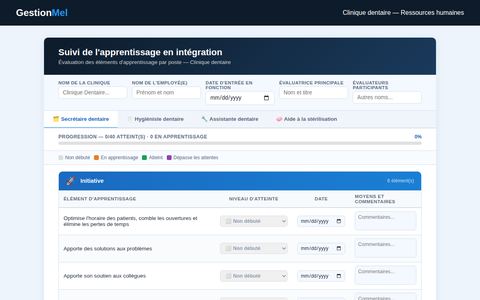 GestionMel
Clinique dentaire — Ressources humaines
Suivi de l'apprentissage en intégration
Évaluation des éléments d'apprentissage par poste — Clinique dentaire
NOM DE LA CLINIQUE
NOM DE L'EMPLOYÉ(E)
DATE D'ENTRÉE EN FONCTION
ÉVALUATRICE PRINCIPALE
ÉVALUATEURS PARTICIPANTS
Clinique Dentaire...
Prénom et nom
mm/dd/yyyy
Nom et titre
Autres noms...
Secrétaire dentaire
Hygiéniste dentaire
Assistante dentaire
Aide à la stérilisation
PROGRESSION — 0/40 ATTEINT(S) · 0 EN APPRENTISSAGE
0%
Non débuté
En apprentissage
Atteint
Dépasse les attentes
Initiative
6 élément(s)
ÉLÉMENT D'APPRENTISSAGE
NIVEAU D'ATTEINTE
DATE
MOYENS ET COMMENTAIRES
Optimise l'horaire des patients, comble les ouvertures et
élimine les pertes de temps
Non débuté
mm/dd/yyyy
Commentaires...
Apporte des solutions aux problèmes
Non débuté
mm/dd/yyyy
Commentaires...
Apporte son soutien aux collègues
Non débuté
mm/dd/yyyy
Commentaires...
Commentaires...